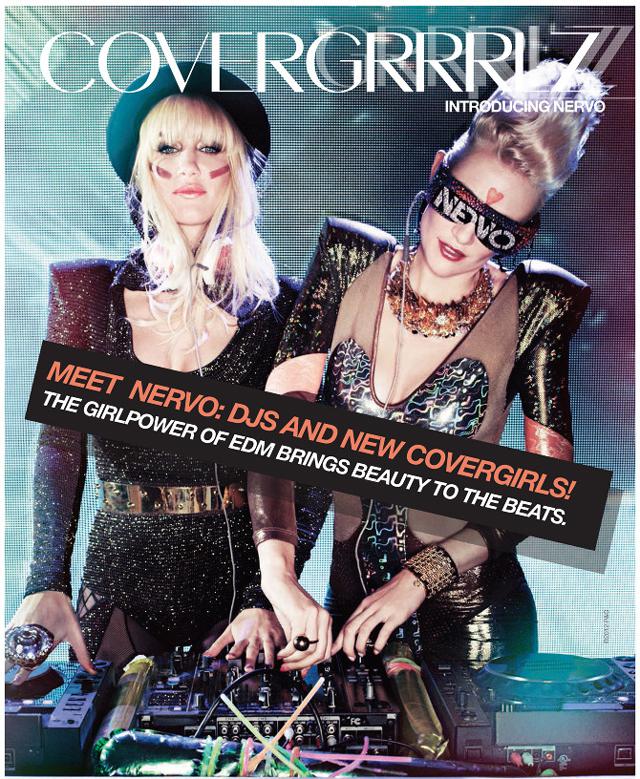 COVERGRRRLZ
INTRODUCING NERVO
NERVO
MEET NERVO: DJS AND NEW COVERGIRLS!
THE GIRLPOWER OF EDM BRINGS BEAUTY TO THE BEATS.